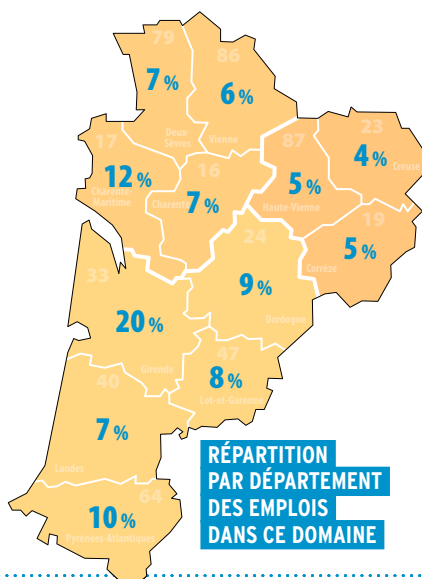 79
7 %
Deux-
Sèvres
86
6 %
Vienne
17
12 %
Charente-
Maritime
16
7 %
Charente
87
5 %
Haute-Vienne
23
4 %
Creuse
19
5 %
Corrèze
24
9 %
Dordogne
33
20 %
Gironde
47
8 %
Lot-et-Garonne
40
7 %
Landes
64
10 %
Pyrénées-Atlantiques
RÉPARTITION
PAR DÉPARTEMENT
DES EMPLOIS
DANS CE DOMAINE